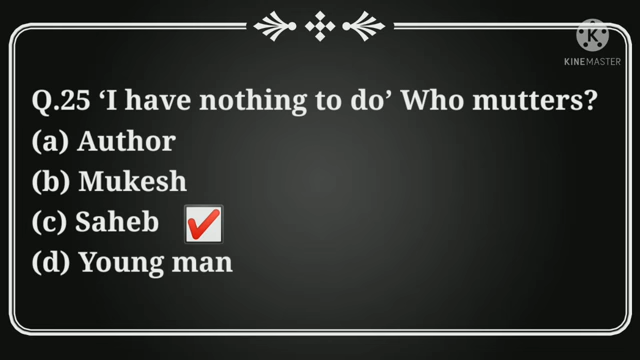 K
KINEMASTER
Q.25 ‘I have nothing to do’ Who mutters?
(a) Author
(b) Mukesh
(c) Saheb
(d) Young man